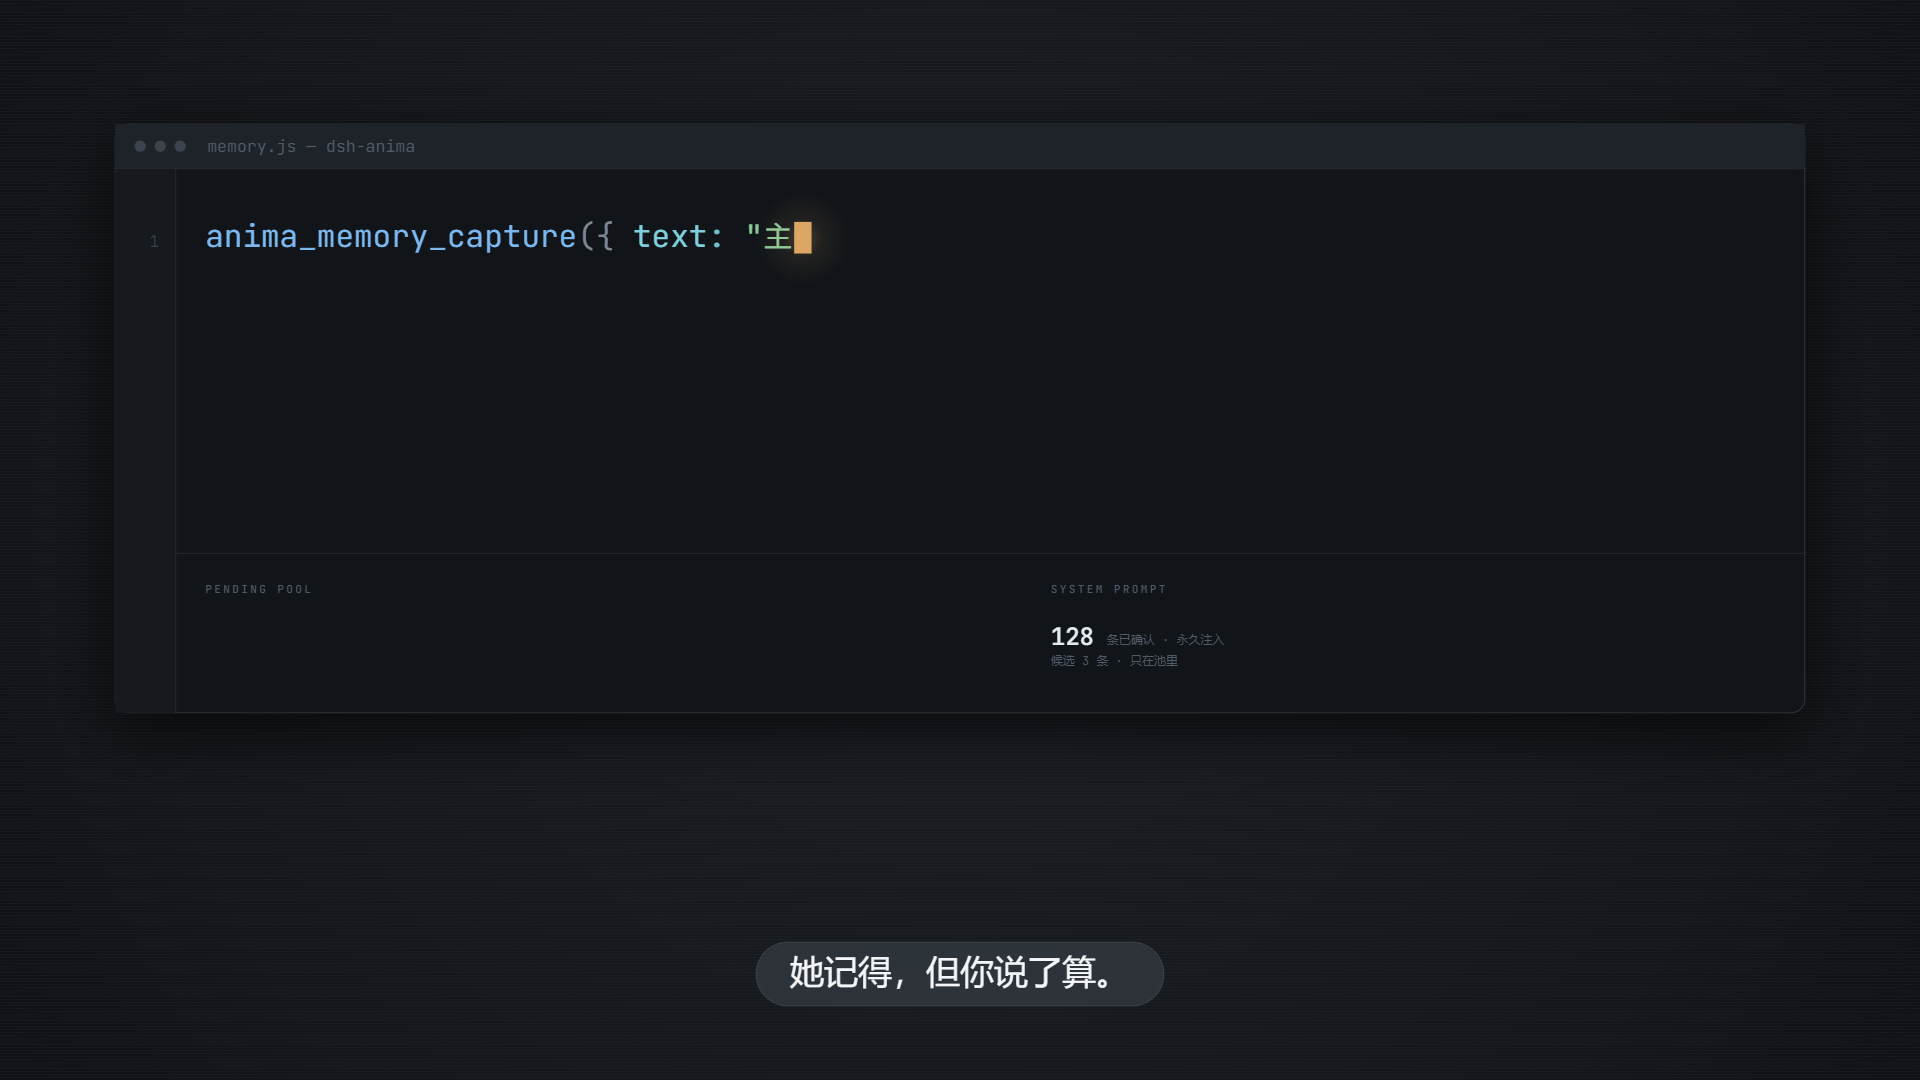 memory.js — dsh-anima
1
anima_memory_capture({ text: "主
PENDING POOL
SYSTEM PROMPT
128 条已确认 · 永久注入
候选 3 条 · 只在池里
她记得，但你说了算。